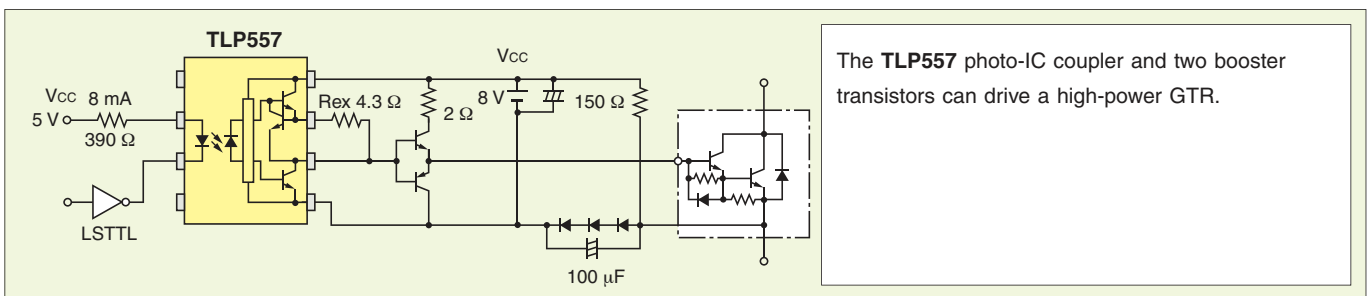 TLP557
VCC 8 mA
5 V
390 Ω
LSTTL
Rex 4.3 Ω
2 Ω
VCC
8 V
150 Ω
100 μF
The TLP557 photo-IC coupler and two booster
transistors can drive a high-power GTR.